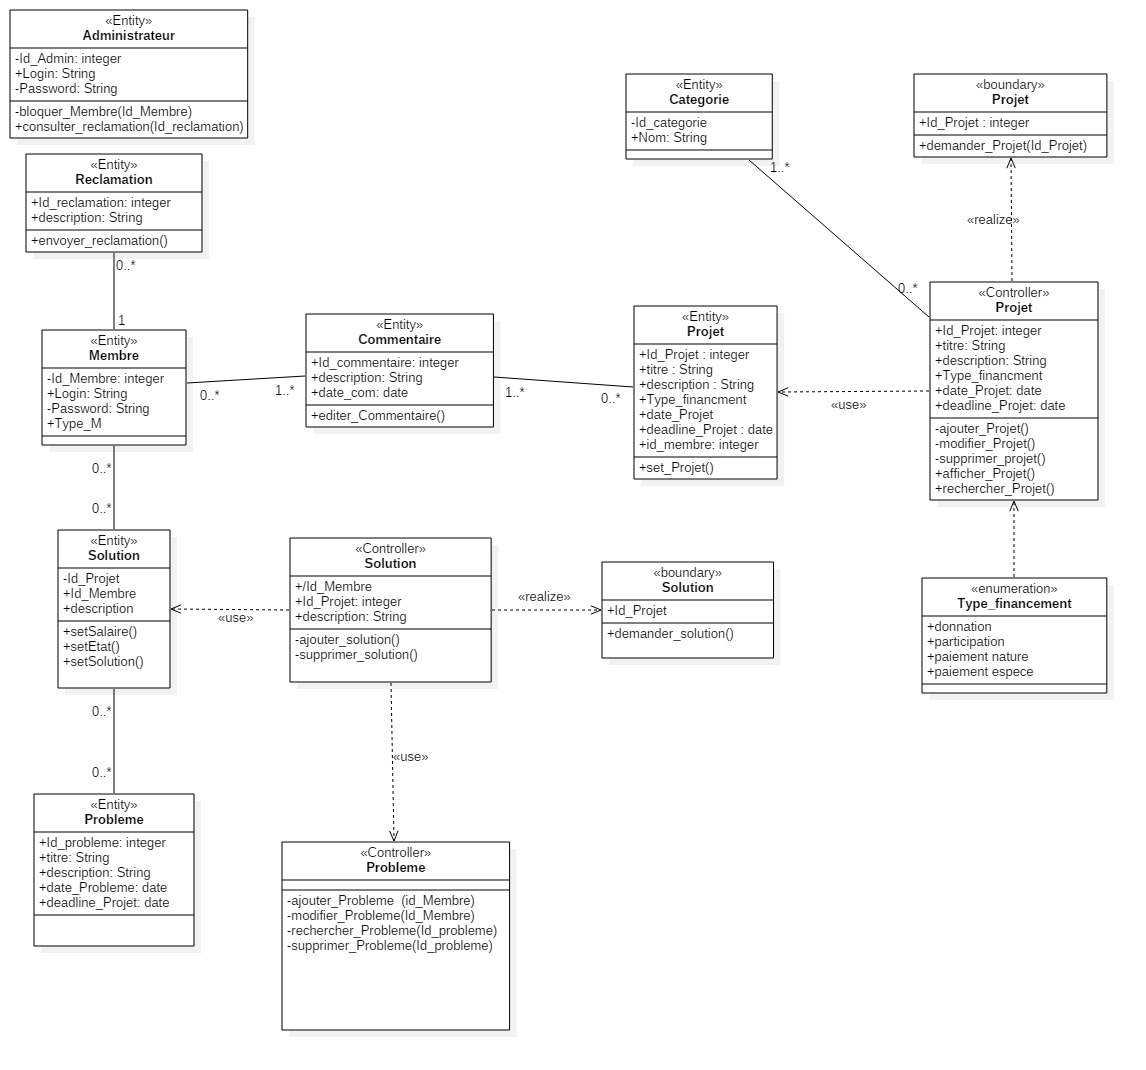 «Entity»
Administrateur
-Id_Admin: integer
+Login: String
-Password: String
-bloquer_Membre(Id_Membre)
+consulter_reclamation(Id_reclamation)
«Entity»
Reclamation
+Id_reclamation: integer
+description: String
+envoyer_reclamation()
0..*
1
«Entity»
Membre
-Id_Membre: integer
+Login: String
-Password: String
+Type_M
0..*
1..*
«Entity»
Commentaire
+Id_commentaire: integer
+description: String
+date_com: date
+editer_Commentaire()
1..*
0..*
«Entity»
Projet
+Id_Projet : integer
+titre : String
+description : String
+Type_financment
+date_Projet
+deadline_Projet : date
+id_membre: integer
+set_Projet()
«use»
«Entity»
Categorie
-Id_categorie
+Nom: String
1..*
0..*
«boundary»
Projet
+Id_Projet : integer
+demander_Projet(Id_Projet)
«realize»
«Controller»
Projet
+Id_Projet: integer
+titre: String
+description: String
+Type_financment
+date_Projet: date
+deadline_Projet: date
-ajouter_Projet()
-modifier_Projet()
-supprimer_projet()
+afficher_Projet()
+rechercher_Projet()
«enumeration»
Type_financement
+donnation
+participation
+paiement nature
+paiement espece
0..*
0..*
«Entity»
Solution
-Id_Projet
+Id_Membre
+description
+setSalaire()
+setEtat()
+setSolution()
«use»
«Controller»
Solution
+/Id_Membre
+Id_Projet: integer
+description: String
-ajouter_solution()
-supprimer_solution()
«realize»
«boundary»
Solution
+Id_Projet
+demander_solution()
0..*
0..*
«use»
«Entity»
Probleme
+Id_probleme: integer
+titre: String
+description: String
+date_Probleme: date
+deadline_Projet: date
«Controller»
Probleme
-ajouter_Probleme  (id_Membre)
-modifier_Probleme(Id_Membre)
-rechercher_Probleme(Id_probleme)
-supprimer_Probleme(Id_probleme)